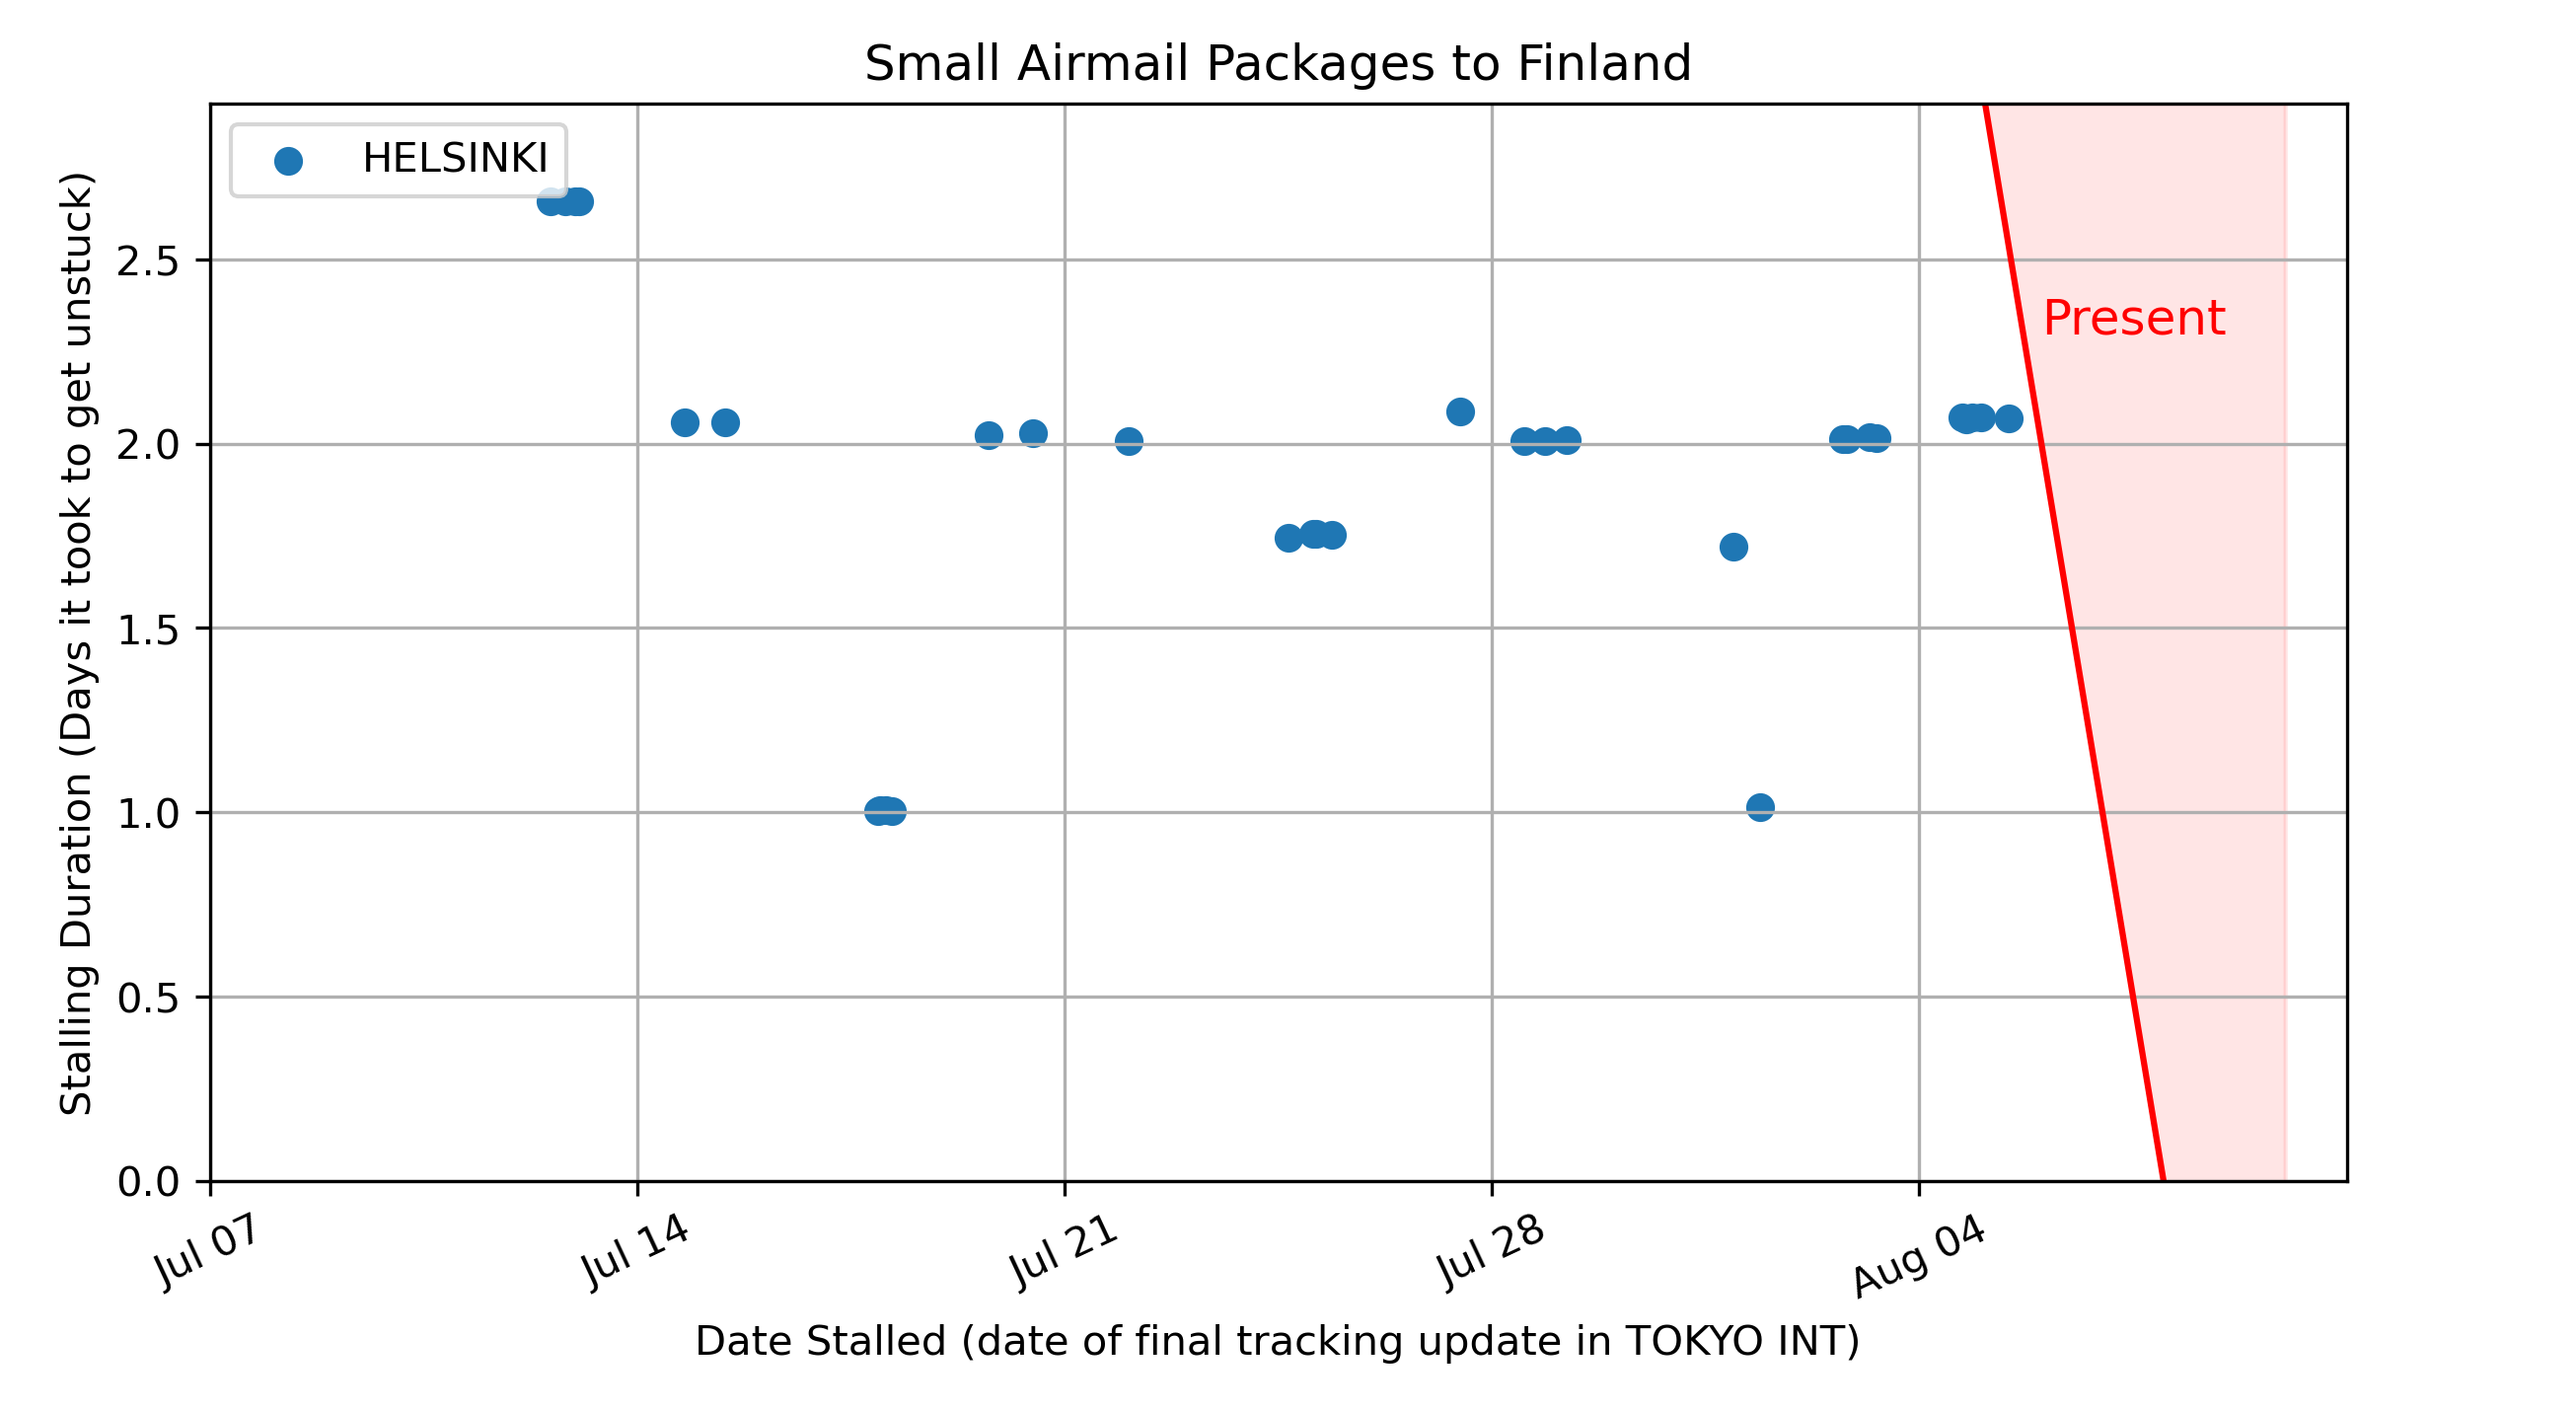 Small Airmail Packages to Finland
HELSINKI
Present
Stalling Duration (Days it took to get unstuck)
2.5
2.0
1.5
1.0
0.5
0.0
Jul 07
Jul 14
Jul 21
Jul 28
Aug 04
Date Stalled (date of final tracking update in TOKYO INT)